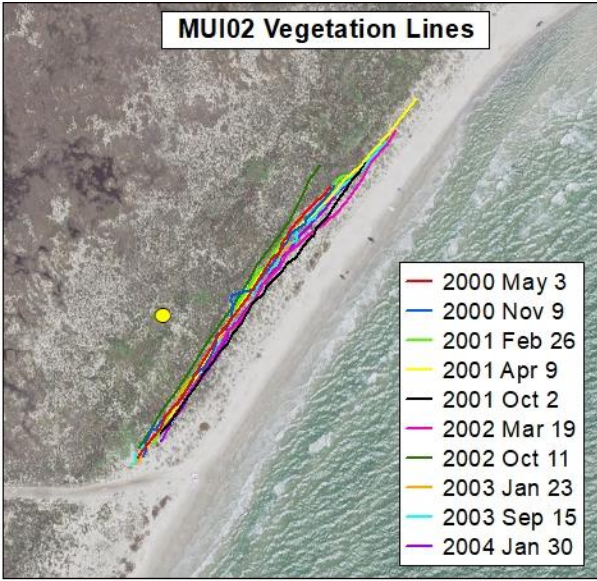 MUI02 Vegetation Lines
2000 May 3
2000 Nov 9
2001 Feb 26
2001 Apr 9
2001 Oct 2
2002 Mar 19
2002 Oct 11
2003 Jan 23
2003 Sep 15
2004 Jan 30